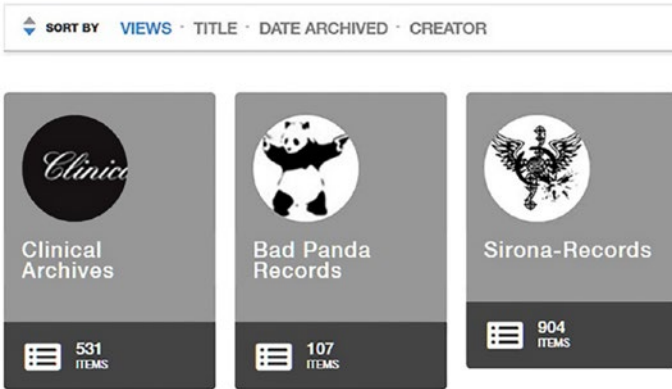 SORT BY VIEWS · TITLE · DATE ARCHIVED · CREATOR
Clinical
Archives
531
ITEMS
Bad Panda
Records
107
ITEMS
Sirona-Records
904
ITEMS